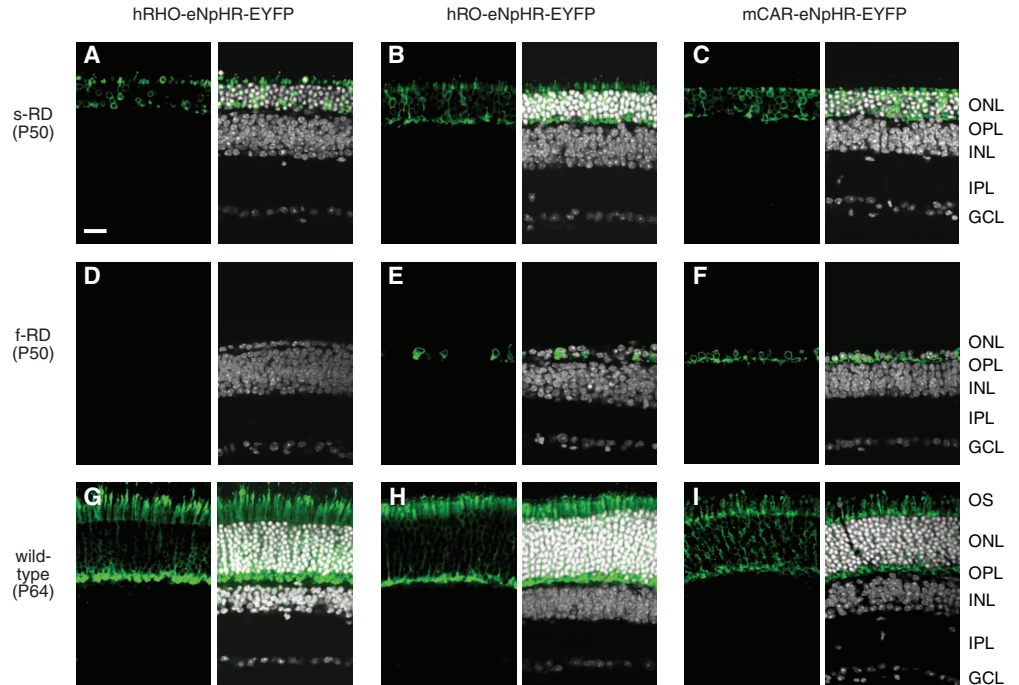 hRHO-eNpHR-EYFP
hRO-eNpHR-EYFP
mCAR-eNpHR-EYFP
A
B
C
s-RD
(P50)
ONL
OPL
INL
IPL
GCL
D
E
F
f-RD
(P50)
ONL
OPL
INL
IPL
GCL
G
H
I
wild-
type
(P64)
OS
ONL
OPL
INL
IPL
GCL